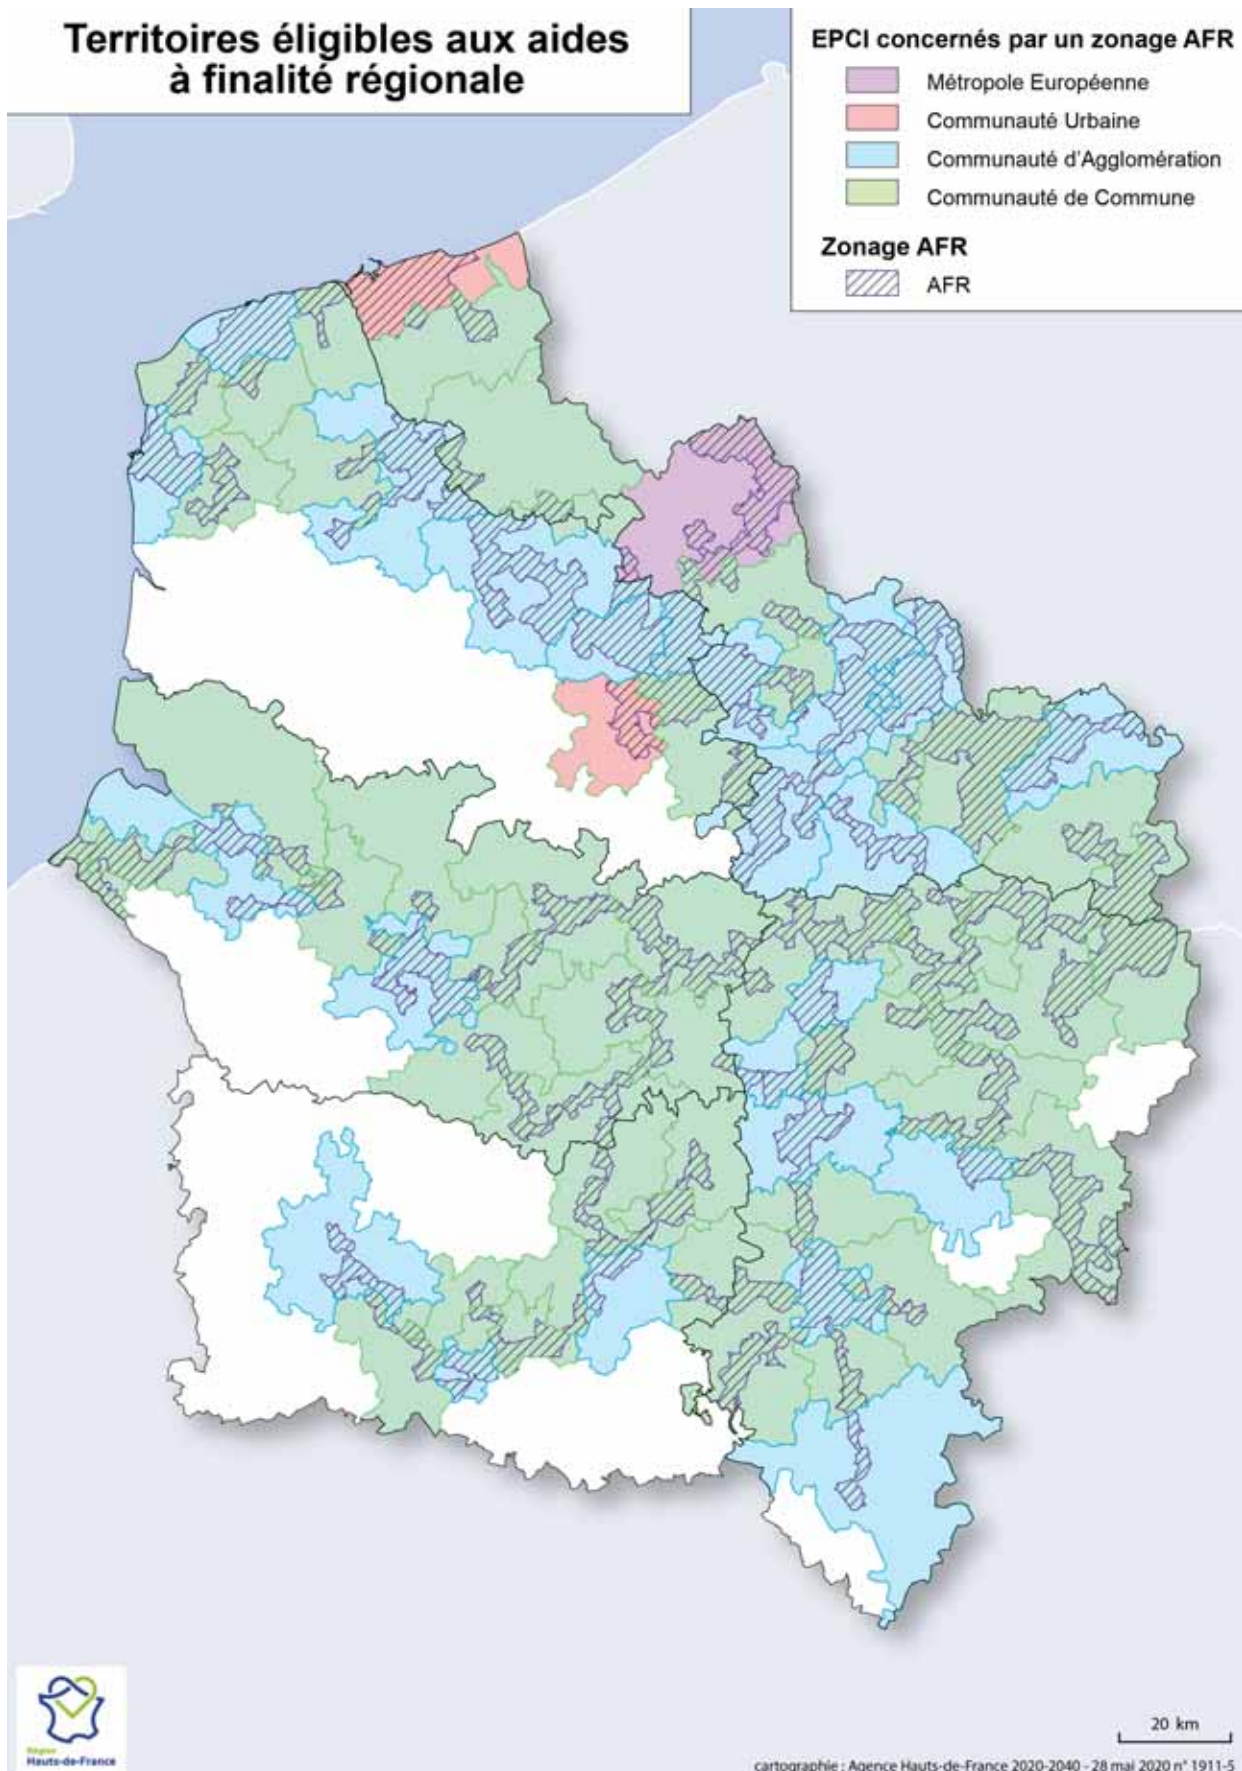 Territoires éligibles aux aides
à finalité régionale
EPCI concernés par un zonage AFR
Métropole Européenne
Communauté Urbaine
Communauté d'Agglomération
Communauté de Commune
Zonage AFR
AFR
20 km
Région
Hauts-de-France
cartographie : Agence Hauts-de-France 2020-2040 - 28 mai 2020 n° 1911-5